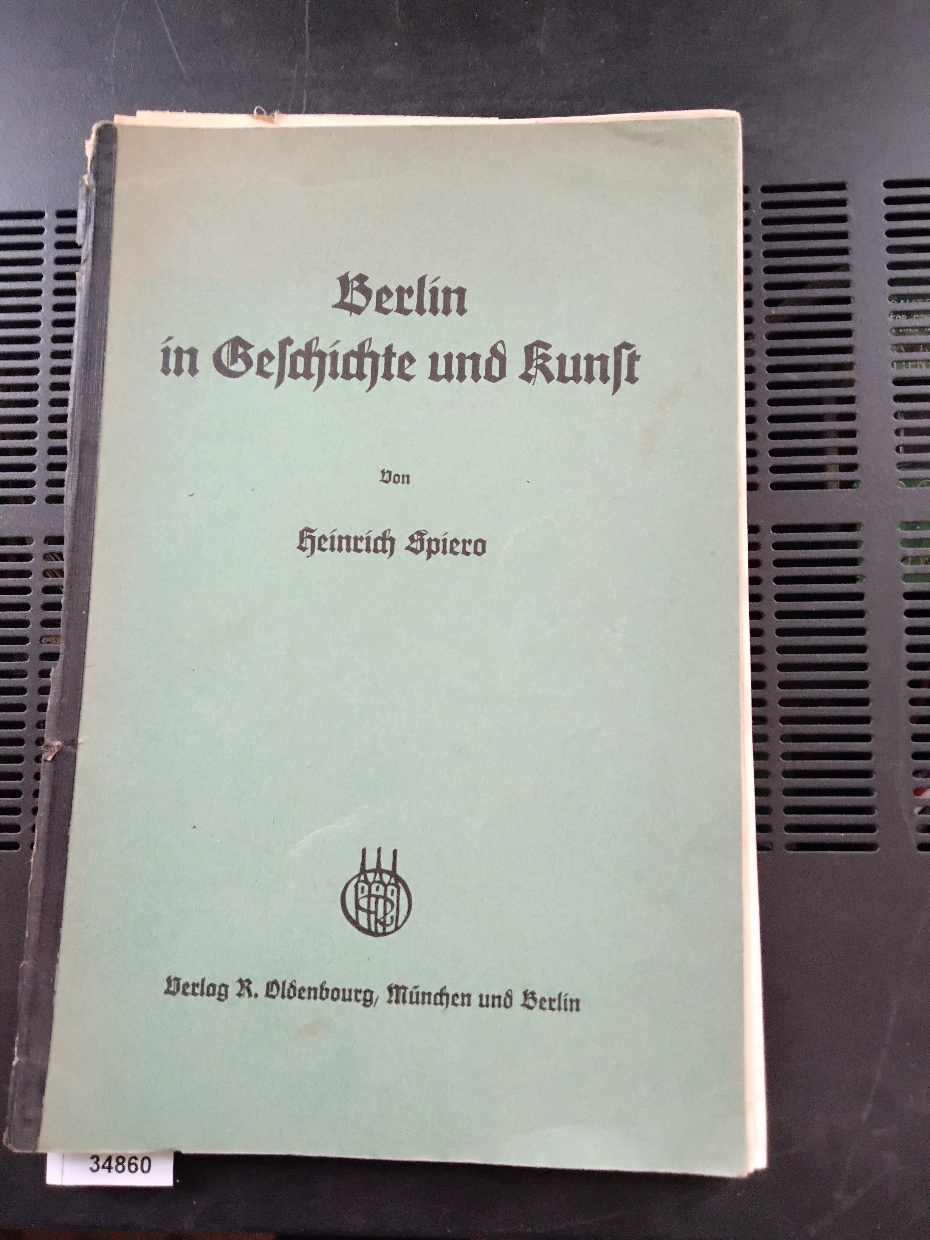 Berlin
in Geschichte und Kunst
Von
Heinrich Spiero
Verlag R. Oldenbourg, München und Berlin
34860